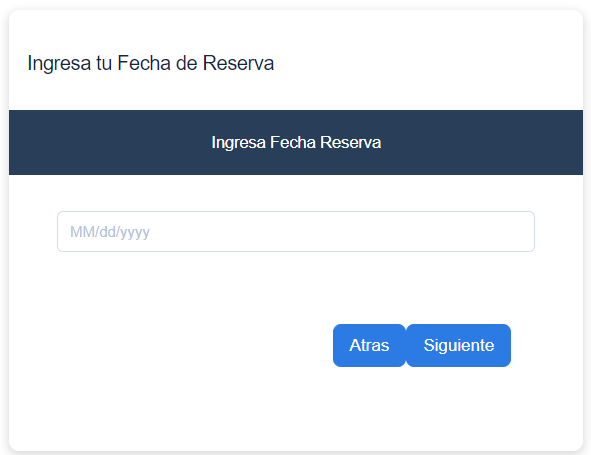 Ingresa tu Fecha de Reserva
Ingresa Fecha Reserva
MM/dd/yyyy
Atras Siguiente